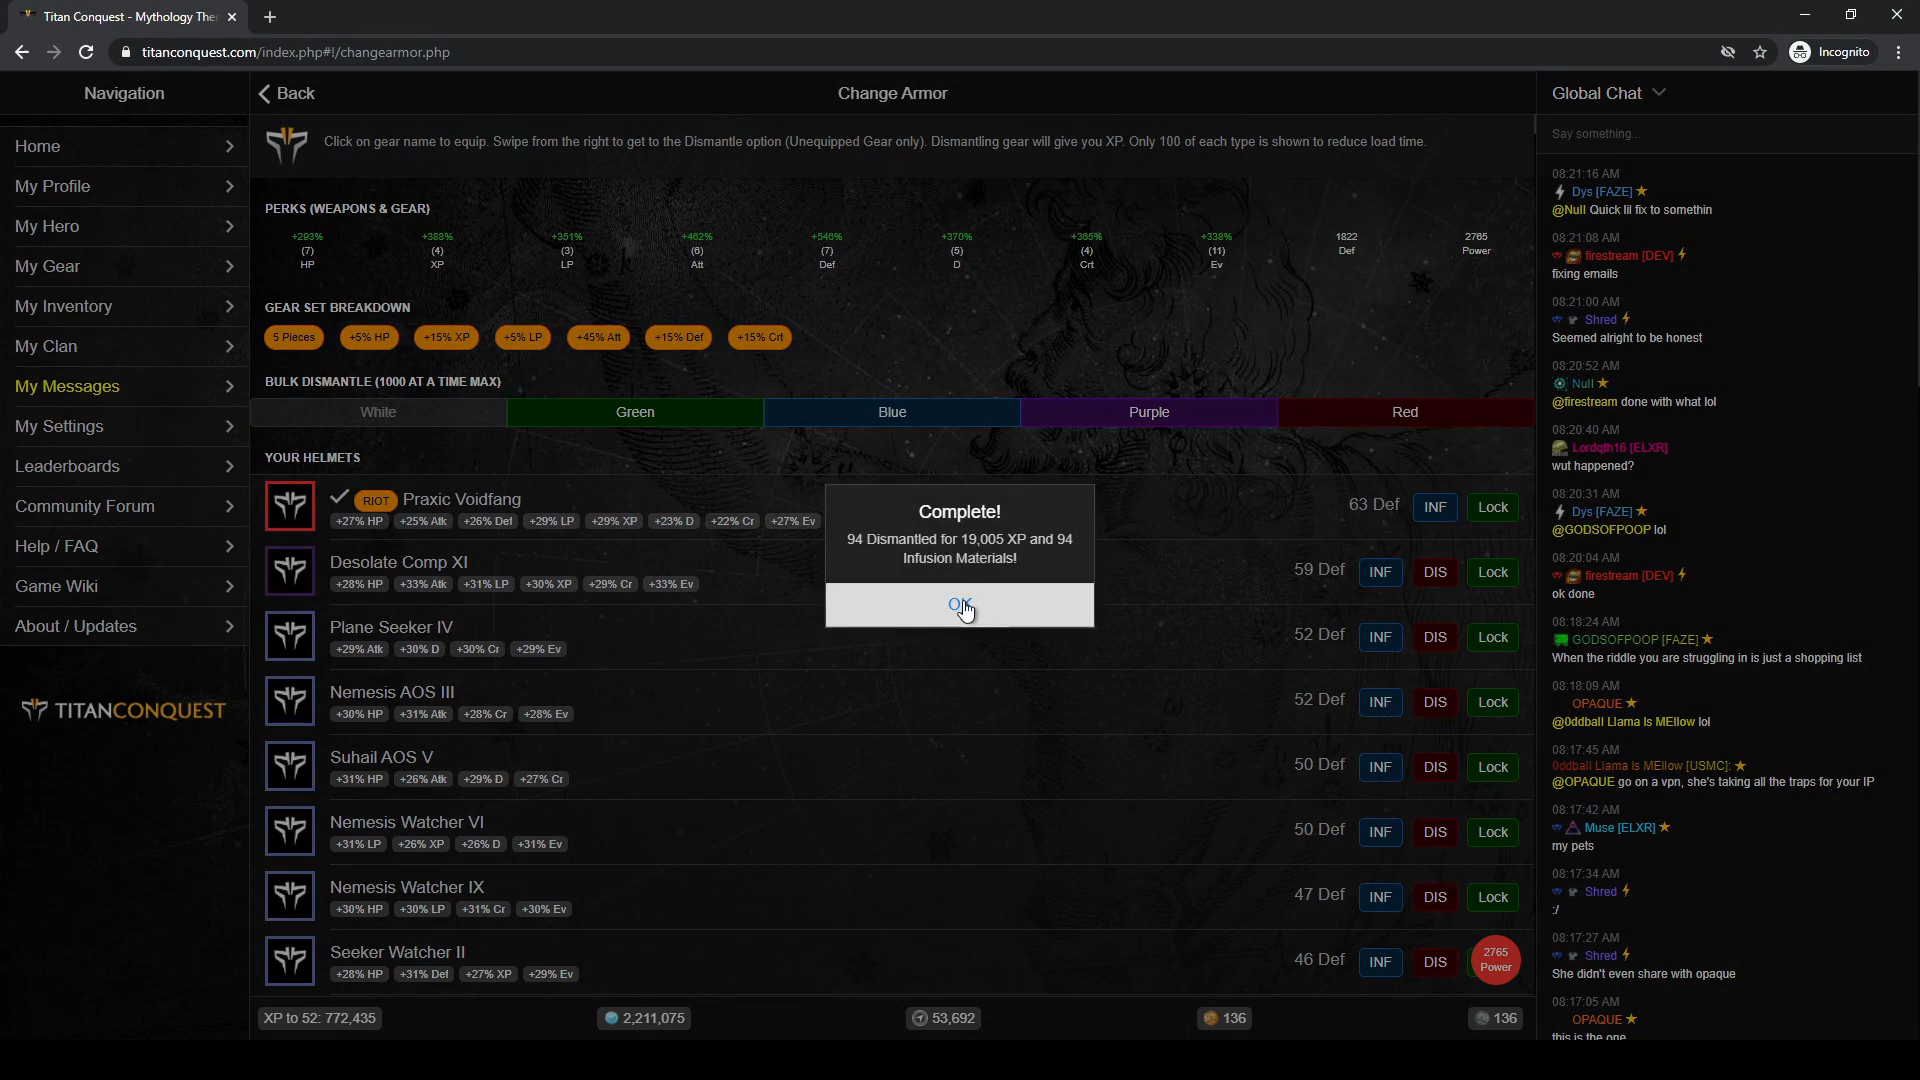 Titan Conquest - Mythology The
titanconquest.com/index.php#!/changearmor.php
Incognito
Navigation
Home
My Profile
My Hero
My Gear
My Inventory
My Clan
My Messages
My Settings
Leaderboards
Community Forum
Help / FAQ
Game Wiki
About / Updates
TITANCONQUEST
Back
Change Armor
Click on gear name to equip. Swipe from the right to get to the Dismantle option (Unequipped Gear only). Dismantling gear will give you XP. Only 100 of each type is shown to reduce load time.
PERKS (WEAPONS & GEAR)
+293% +388% +351% +462% +546% +370% +365% +338% 1822 2765
(7) (4) (3) (6) (7) (5) (4) (11) Def Power
HP XP LP Att Def D Crt Ev
GEAR SET BREAKDOWN
5 Pieces +5% HP +15% XP +5% LP +45% Att +15% Def +15% Crt
BULK DISMANTLE (1000 AT A TIME MAX)
White Green Blue Purple Red
YOUR HELMETS
RIOT Praxic Voidfang 63 Def INF Lock
+27% HP +25% Atk +26% Def +29% LP +29% XP +23% D +22% Cr +27% Ev
Desolate Comp XI 59 Def INF DIS Lock
+28% HP +33% Atk +31% LP +30% XP +29% Cr +33% Ev
Plane Seeker IV 52 Def INF DIS Lock
+29% Atk +30% D +30% Cr +29% Ev
Nemesis AOS III 52 Def INF DIS Lock
+30% HP +31% Atk +28% Cr +28% Ev
Suhail AOS V 50 Def INF DIS Lock
+31% HP +26% Atk +29% D +27% Cr
Nemesis Watcher VI 50 Def INF DIS Lock
+31% LP +26% XP +26% D +31% Ev
Nemesis Watcher IX 47 Def INF DIS Lock
+30% HP +30% LP +31% Cr +30% Ev
Seeker Watcher II 46 Def INF DIS
+28% HP +31% Def +27% XP +29% Ev
2765
Power
Complete!
94 Dismantled for 19,005 XP and 94
Infusion Materials!
OK
XP to 52: 772,435 2,211,075 53,692 136 136
Global Chat
Say something...
08:21:16 AM
Dys [FAZE]
@Null Quick lil fix to somethin
08:21:08 AM
firestream [DEV]
fixing emails
08:21:00 AM
Shred
Seemed alright to be honest
08:20:52 AM
Null
@firestream done with what lol
08:20:40 AM
Lordqth16 [ELXR]
wut happened?
08:20:31 AM
Dys [FAZE]
@GODSOFPOOP lol
08:20:04 AM
firestream [DEV]
ok done
08:18:24 AM
GODSOFPOOP [FAZE]
When the riddle you are struggling in is just a shopping list
08:18:09 AM
OPAQUE
@0ddball Llama Is MEllow lol
08:17:45 AM
0ddball Llama Is MEllow [USMC];
@OPAQUE go on a vpn, she's taking all the traps for your IP
08:17:42 AM
Muse [ELXR]
my pets
08:17:34 AM
Shred
:/
08:17:27 AM
Shred
She didn't even share with opaque
08:17:05 AM
OPAQUE
this is the one